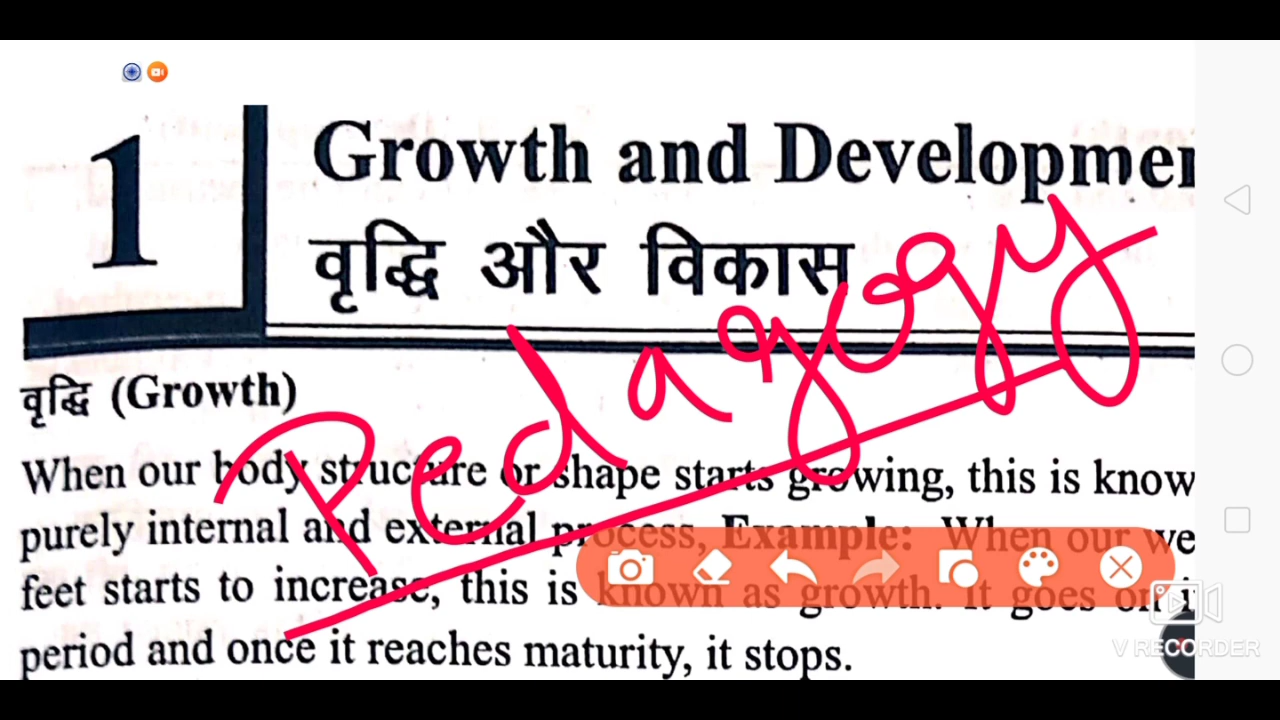 1
Growth and Developmen
वृद्धि और विकास
Pedagogy
वृद्धि (Growth)
When our body structure or shape starts growing, this is know
purely internal and external process, Example: When our we
feet starts to increase, this is known as growth. It goes on i
period and once it reaches maturity, it stops.
V RECORDER